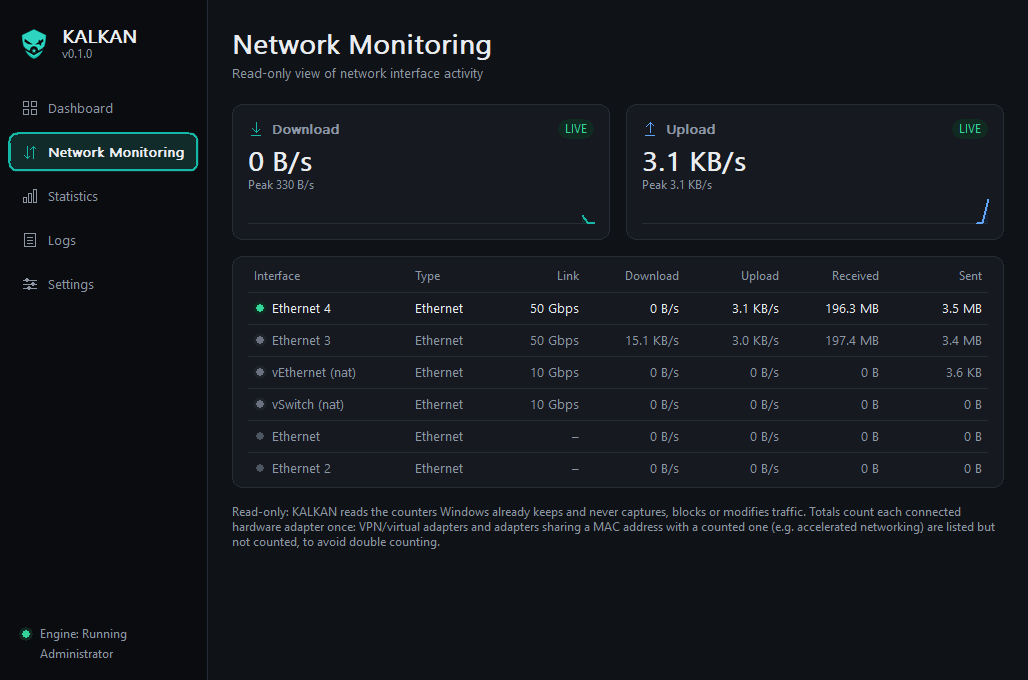 KALKAN
v0.1.0
Dashboard
Network Monitoring
Statistics
Logs
Settings
Engine: Running
Administrator
Network Monitoring
Read-only view of network interface activity
Download LIVE
0 B/s
Peak 330 B/s
Upload LIVE
3.1 KB/s
Peak 3.1 KB/s
Interface Type Link Download Upload Received Sent
Ethernet 4 Ethernet 50 Gbps 0 B/s 3.1 KB/s 196.3 MB 3.5 MB
Ethernet 3 Ethernet 50 Gbps 15.1 KB/s 3.0 KB/s 197.4 MB 3.4 MB
vEthernet (nat) Ethernet 10 Gbps 0 B/s 0 B/s 0 B 3.6 KB
vSwitch (nat) Ethernet 10 Gbps 0 B/s 0 B/s 0 B 0 B
Ethernet Ethernet – 0 B/s 0 B/s 0 B 0 B
Ethernet 2 Ethernet – 0 B/s 0 B/s 0 B 0 B
Read-only: KALKAN reads the counters Windows already keeps and never captures, blocks or modifies traffic. Totals count each connected
hardware adapter once: VPN/virtual adapters and adapters sharing a MAC address with a counted one (e.g. accelerated networking) are listed but
not counted, to avoid double counting.